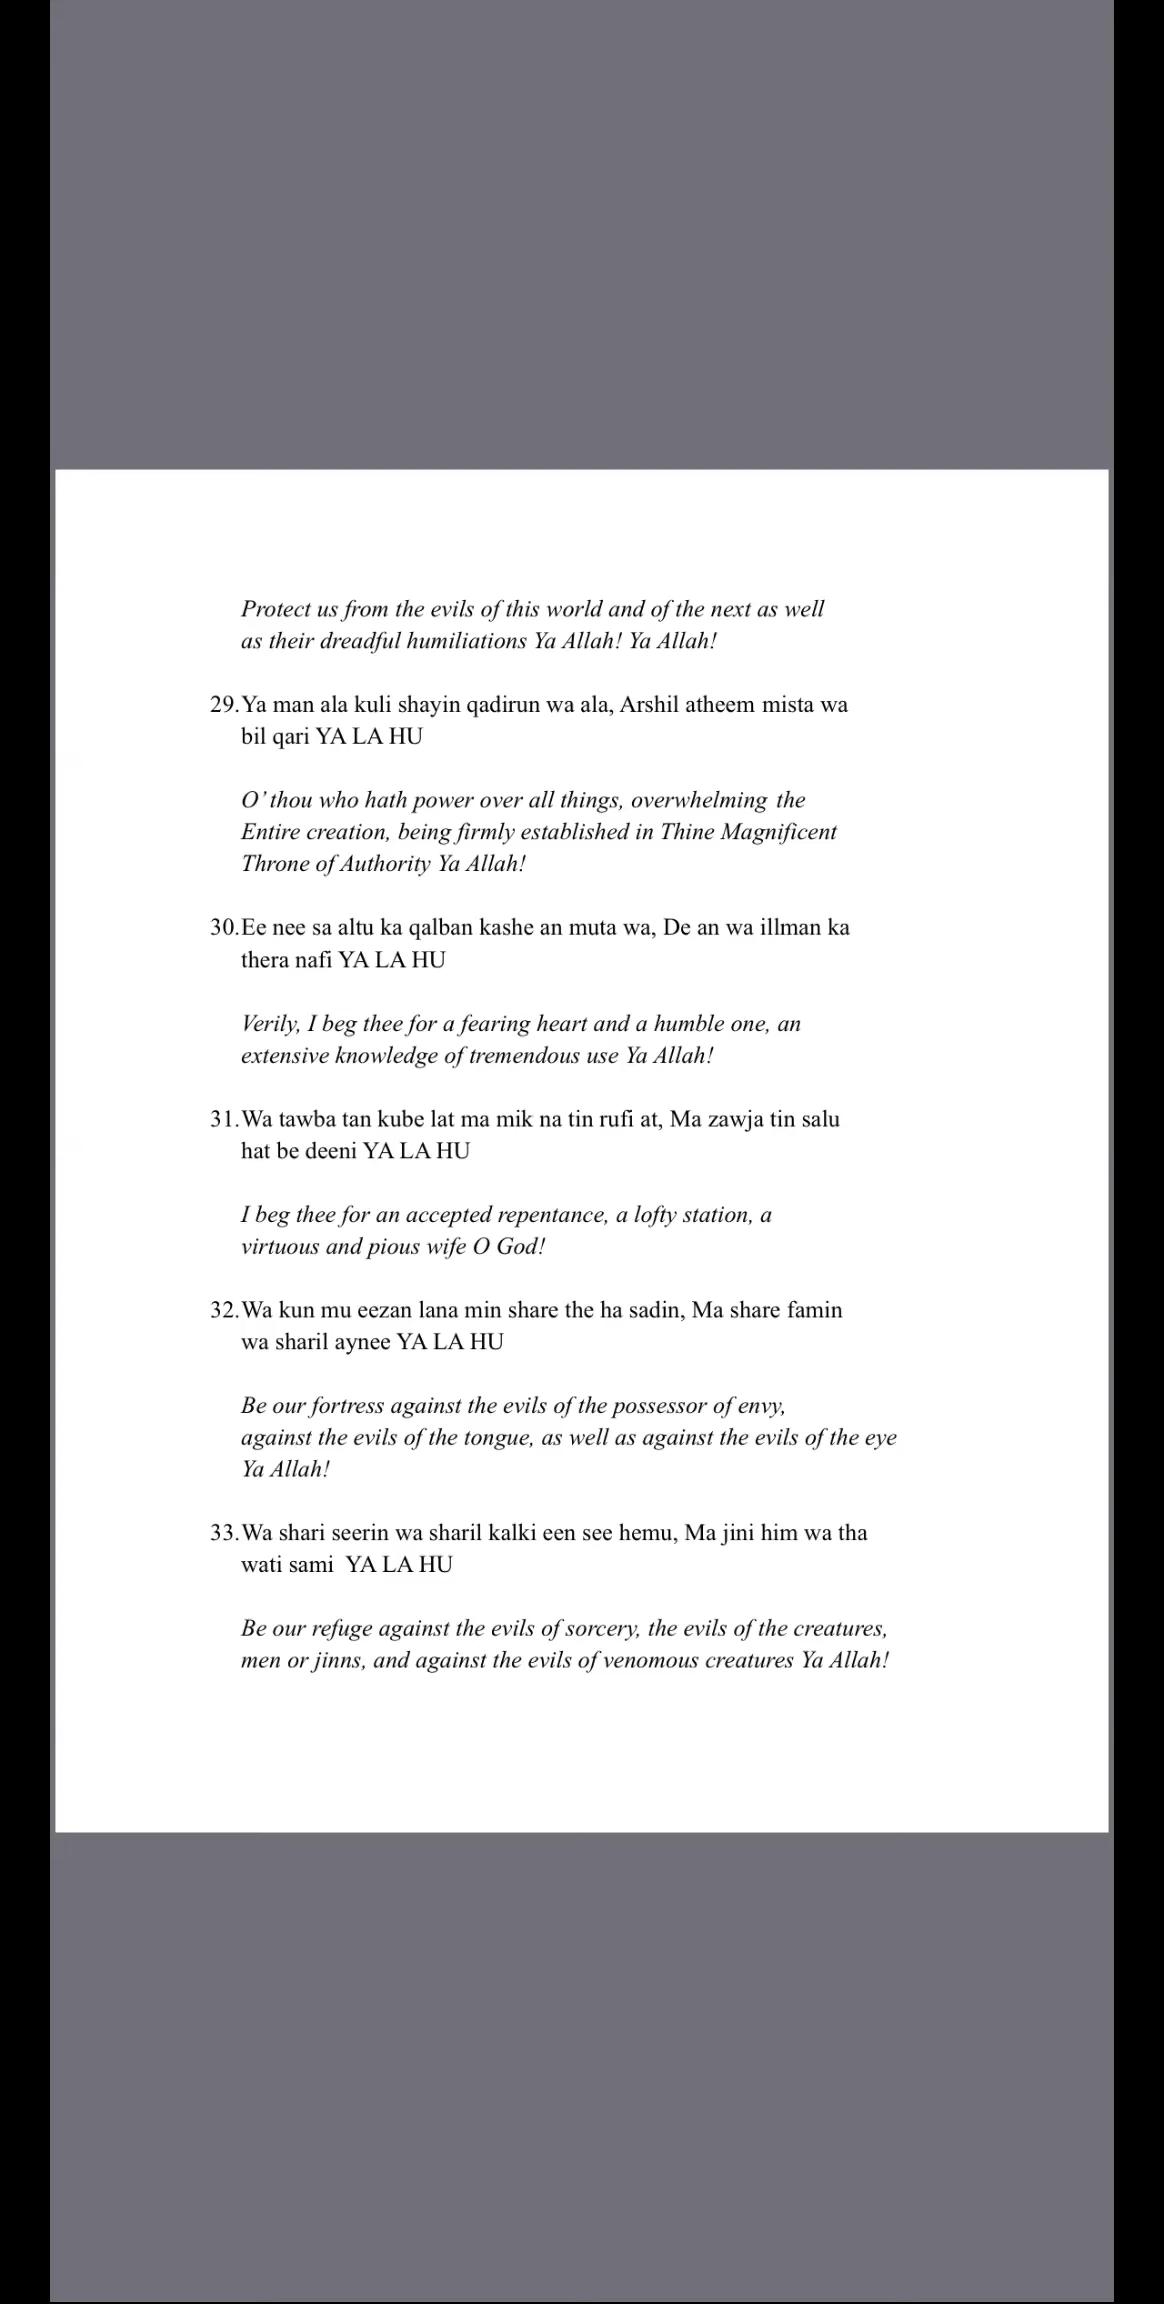 Protect us from the evils of this world and of the next as well
as their dreadful humiliations Ya Allah! Ya Allah!
29.Ya man ala kuli shayin qadirun wa ala, Arshil atheem mista wa
bil qari YA LA HU
O’ thou who hath power over all things, overwhelming the
Entire creation, being firmly established in Thine Magnificent
Throne of Authority Ya Allah!
30.Ee nee sa altu ka qalban kashe an muta wa, De an wa illman ka
thera nafi YA LA HU
Verily, I beg thee for a fearing heart and a humble one, an
extensive knowledge of tremendous use Ya Allah!
31.Wa tawba tan kube lat ma mik na tin rufi at, Ma zawja tin salu
hat be deeni YA LA HU
I beg thee for an accepted repentance, a lofty station, a
virtuous and pious wife O God!
32.Wa kun mu eezan lana min share the ha sadin, Ma share famin
wa sharil aynee YA LA HU
Be our fortress against the evils of the possessor of envy,
against the evils of the tongue, as well as against the evils of the eye
Ya Allah!
33.Wa shari seerin wa sharil kalki een see hemu, Ma jini him wa tha
wati sami YA LA HU
Be our refuge against the evils of sorcery, the evils of the creatures,
men or jinns, and against the evils of venomous creatures Ya Allah!